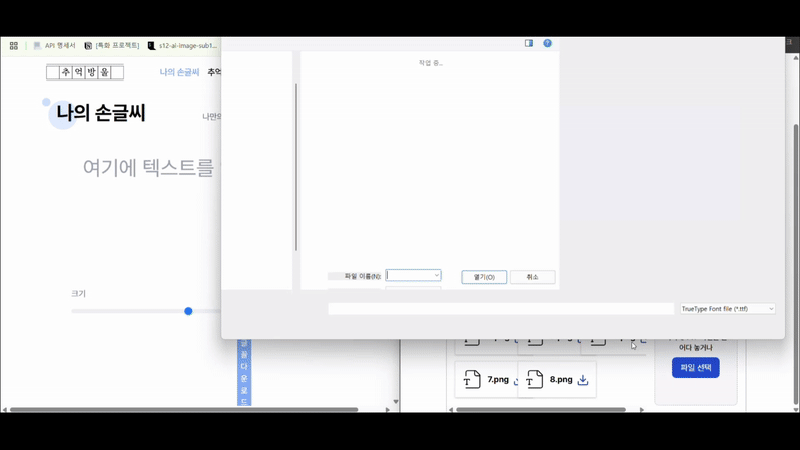 API 명세서
[특화 프로젝트]
s12-ai-image-sub1...
추억방울
나의 손글씨
추억
나의 손글씨
나만의
여기에 텍스트를
크기
글꼴다운로드
작업 중..
파일 이름(N):
열기(O)
취소
TrueType Font file (*.ttf)
어다 놓거나
파일 선택
7.png
8.png